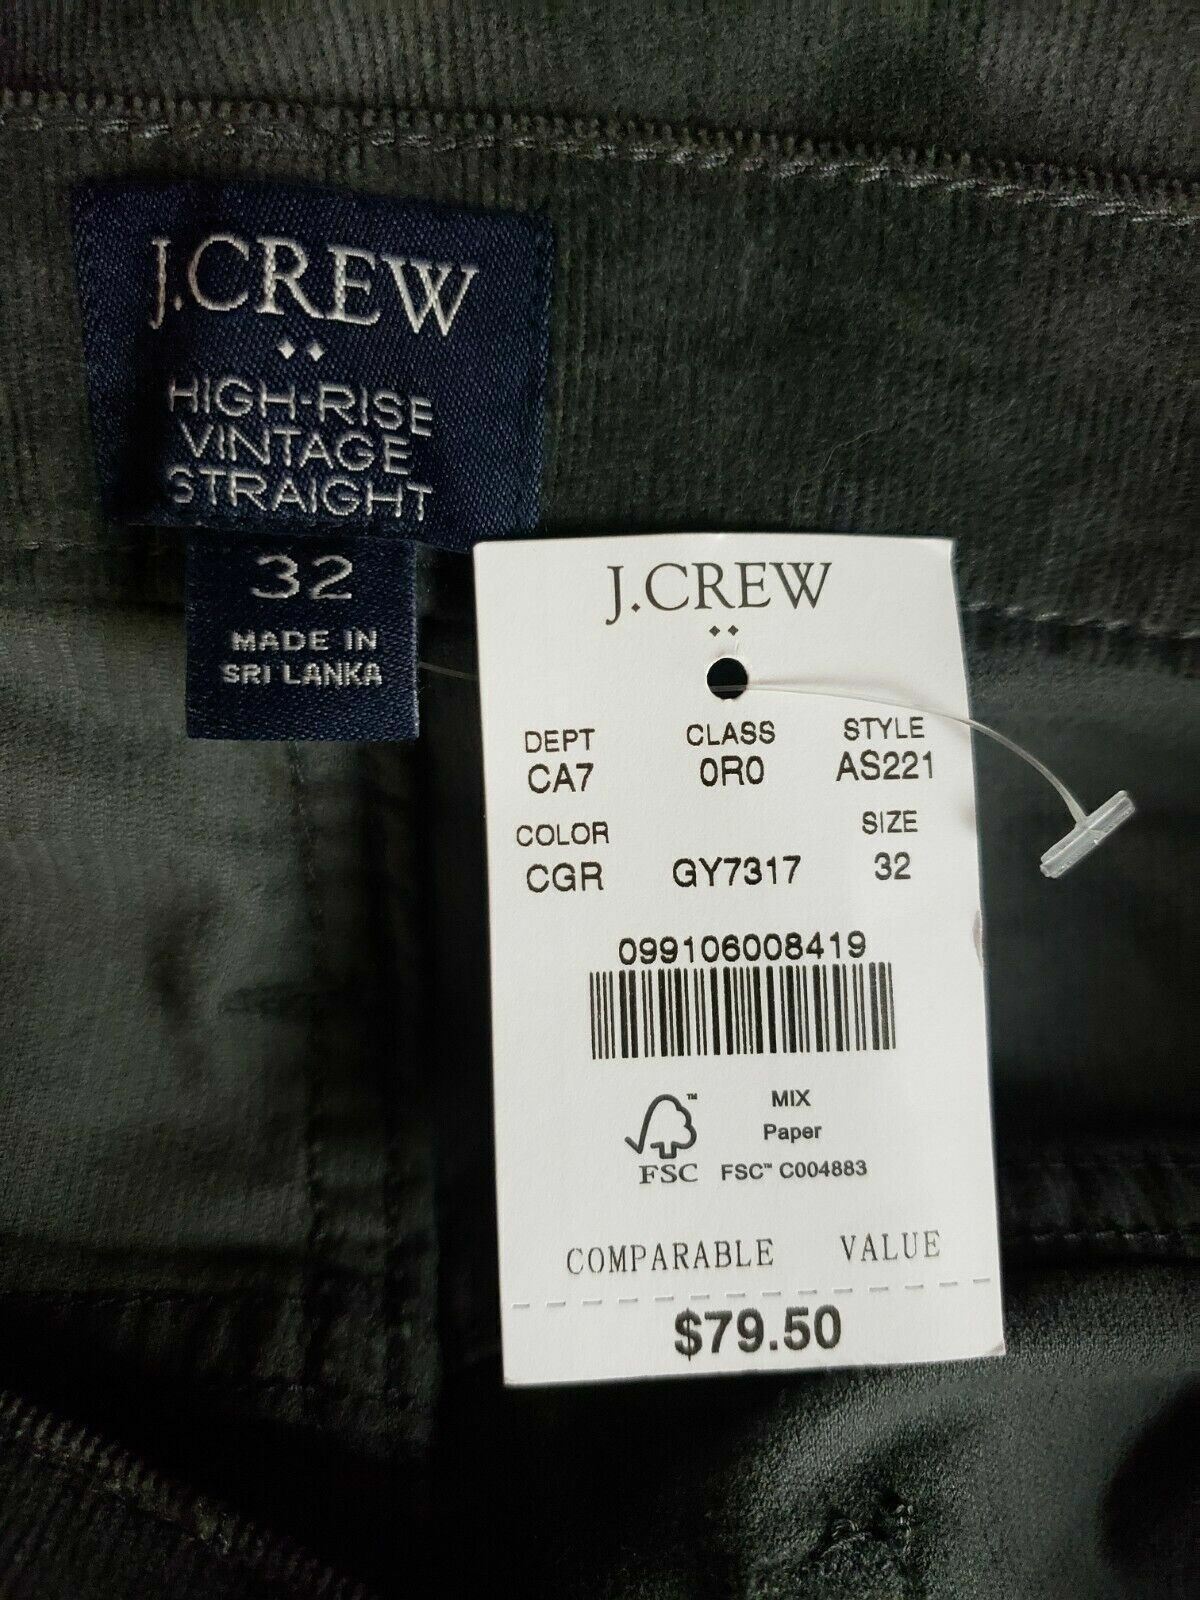 J.CREW
HIGH-RISE
VINTAGE
STRAIGHT
32
MADE IN
SRI LANKA
J.CREW
DEPT CLASS STYLE
CA7 0R0 AS221
COLOR SIZE
CGR GY7317 32
099106008419
MIX
Paper
FSC FSC™ C004883
COMPARABLE VALUE
$79.50